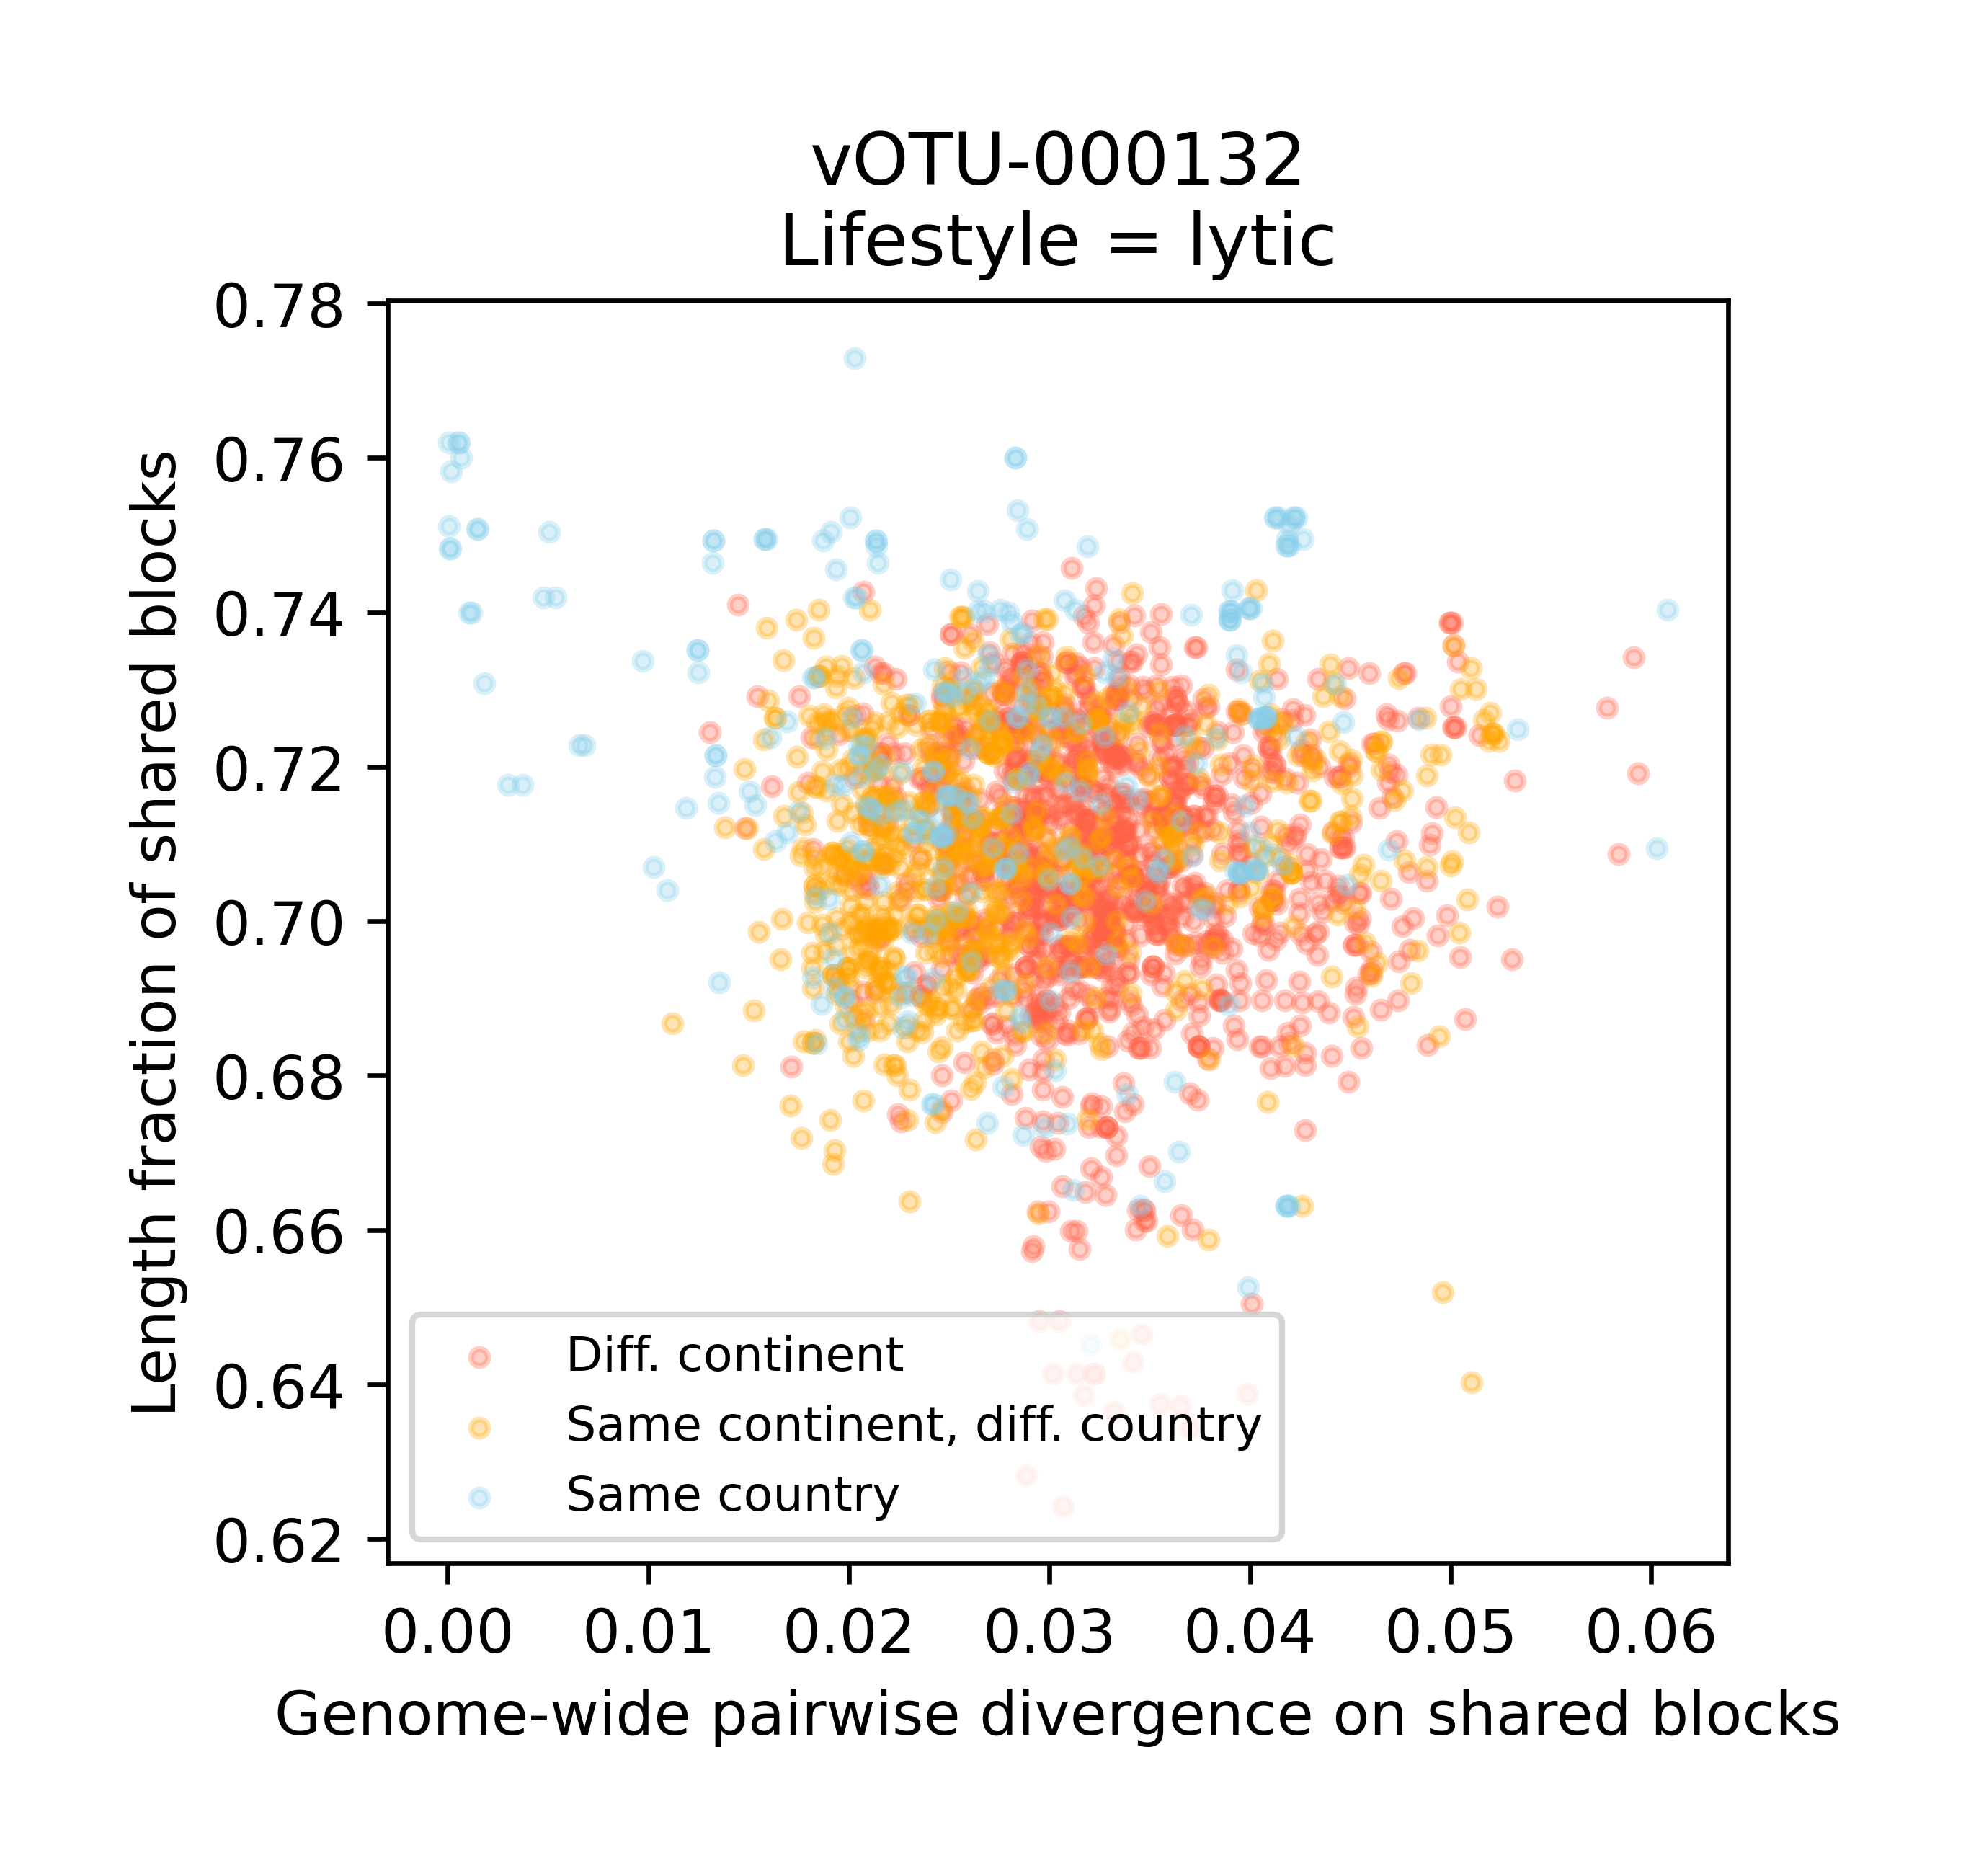 vOTU-000132
Lifestyle = lytic
0.78
0.76
0.74
0.72
0.70
0.68
0.66
0.64
0.62
Length fraction of shared blocks
Diff. continent
Same continent, diff. country
Same country
0.00 0.01 0.02 0.03 0.04 0.05 0.06
Genome-wide pairwise divergence on shared blocks